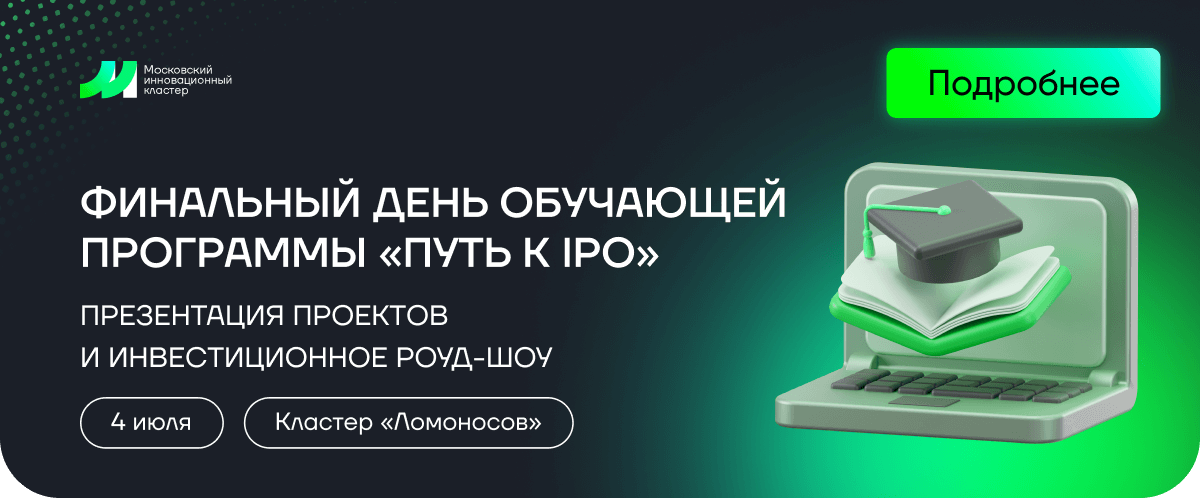 Московский
инновационный
кластер
Подробнее
ФИНАЛЬНЫЙ ДЕНЬ ОБУЧАЮЩЕЙ
ПРОГРАММЫ «ПУТЬ К IPO»
ПРЕЗЕНТАЦИЯ ПРОЕКТОВ
И ИНВЕСТИЦИОННОЕ РОУД-ШОУ
4 июля
Кластер «Ломоносов»